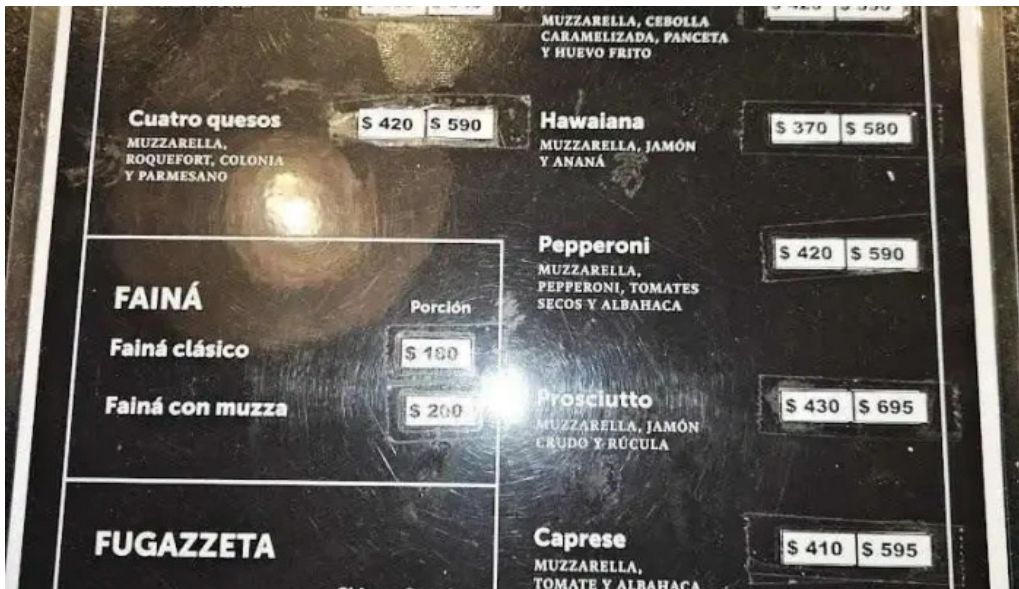 MUZZARELLA, CEBOLLA
CARAMELIZADA, PANCETA
Y HUEVO FRITO
Cuatro quesos $ 420 $ 590
MUZZARELLA,
ROQUEFORT, COLONIA
Y PARMESANO
FAINÁ
Porción
Fainá clásico $ 180
Fainá con muzza $ 200
FUGAZZETA
Hawaiana $ 370 $ 580
MUZZARELLA, JAMÓN
Y ANANÁ
Pepperoni $ 420 $ 590
MUZZARELLA,
PEPPERONI, TOMATES
SECOS Y ALBAHACA
Prosciutto $ 430 $ 695
MUZZARELLA, JAMÓN
CRUDO Y RÚCULA
Caprese $ 410 $ 595
MUZZARELLA,
TOMATE Y ALBAHACA